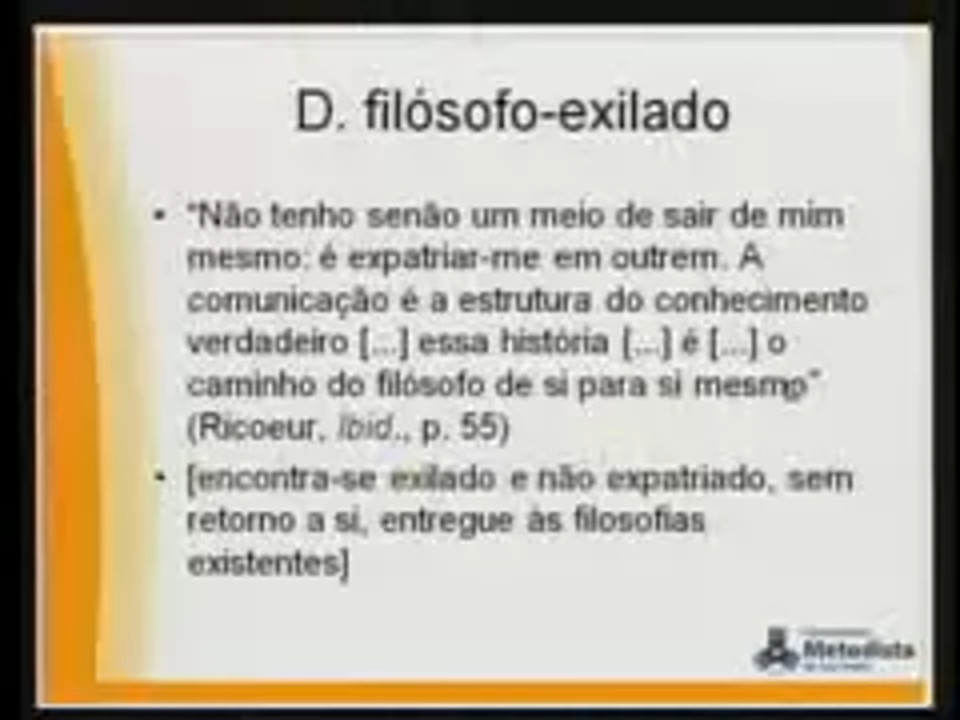 D. filósofo-exilado
• "Não tenho senão um meio de sair de mim
mesmo: é expatriar-me em outrem. A
comunicação é a estrutura do conhecimento
verdadeiro [...] essa história [...] é [...] o
caminho do filósofo de si para si mesmo"
(Ricoeur, Ibid., p. 55)
• [encontra-se exilado e não expatriado, sem
retorno a si, entregue às filosofias
existentes]
Metodista